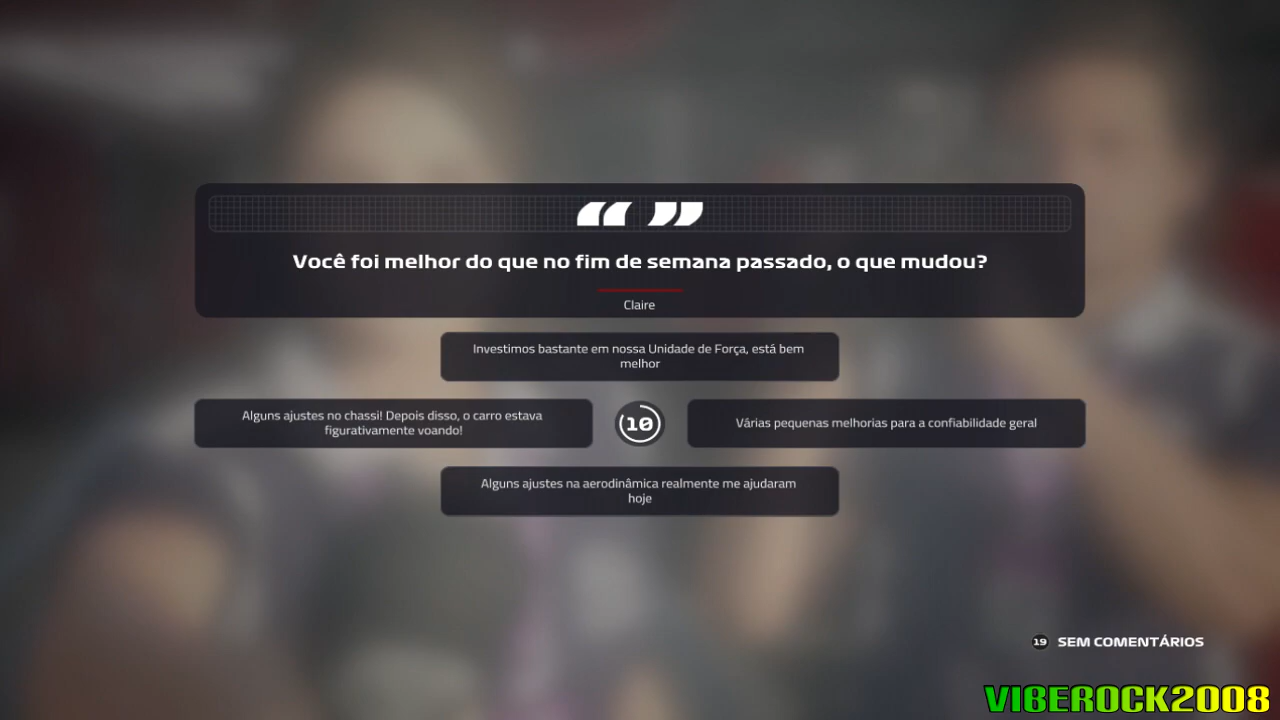 Você foi melhor do que no fim de semana passado, o que mudou?
Claire
Investimos bastante em nossa Unidade de Força, está bem
melhor
Alguns ajustes no chassi! Depois disso, o carro estava
figurativamente voando!
10
Várias pequenas melhorias para a confiabilidade geral
Alguns ajustes na aerodinâmica realmente me ajudaram
hoje
19 SEM COMENTÁRIOS
VIBEROCK2008